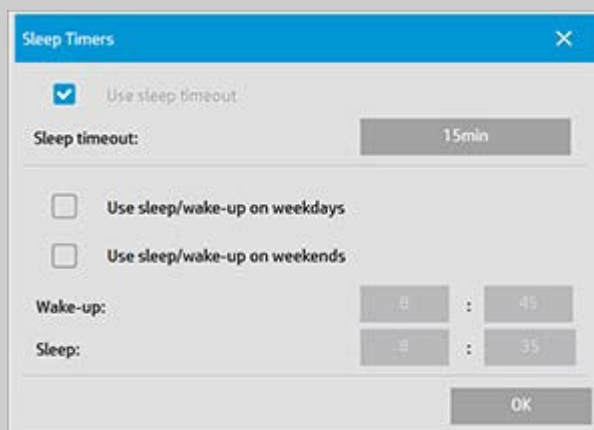 Sleep Timers
Use sleep timeout
Sleep timeout: 15min
Use sleep/wake-up on weekdays
Use sleep/wake-up on weekends
Wake-up: 8 : 45
Sleep: 8 : 35
OK